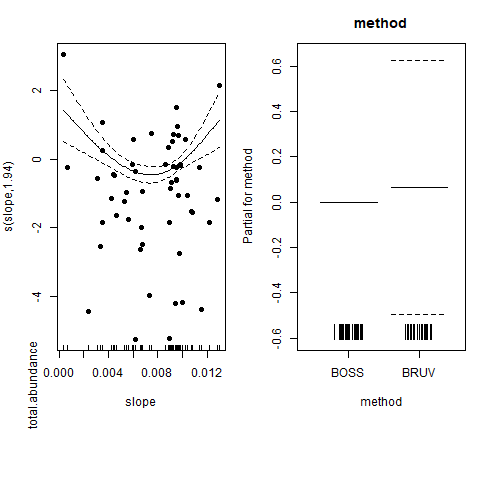 method
s(slope,1.94)
2
0
-2
-4
0.000 0.004 0.008 0.012
slope
total.abundance
Partial for method
0.6
0.4
0.2
0.0
-0.2
-0.4
-0.6
BOSS BRUV
method